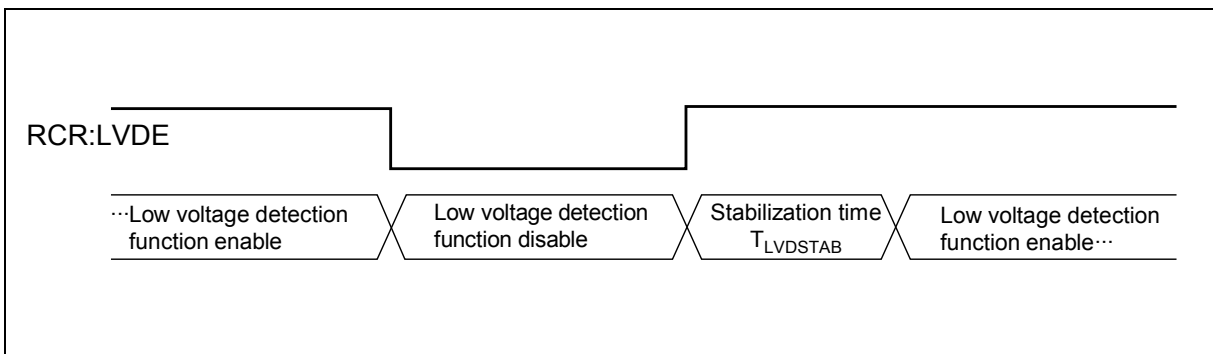 RCR:LVDE
···Low voltage detection
function enable
Low voltage detection
function disable
Stabilization time
TLVDSTAB
Low voltage detection
function enable···